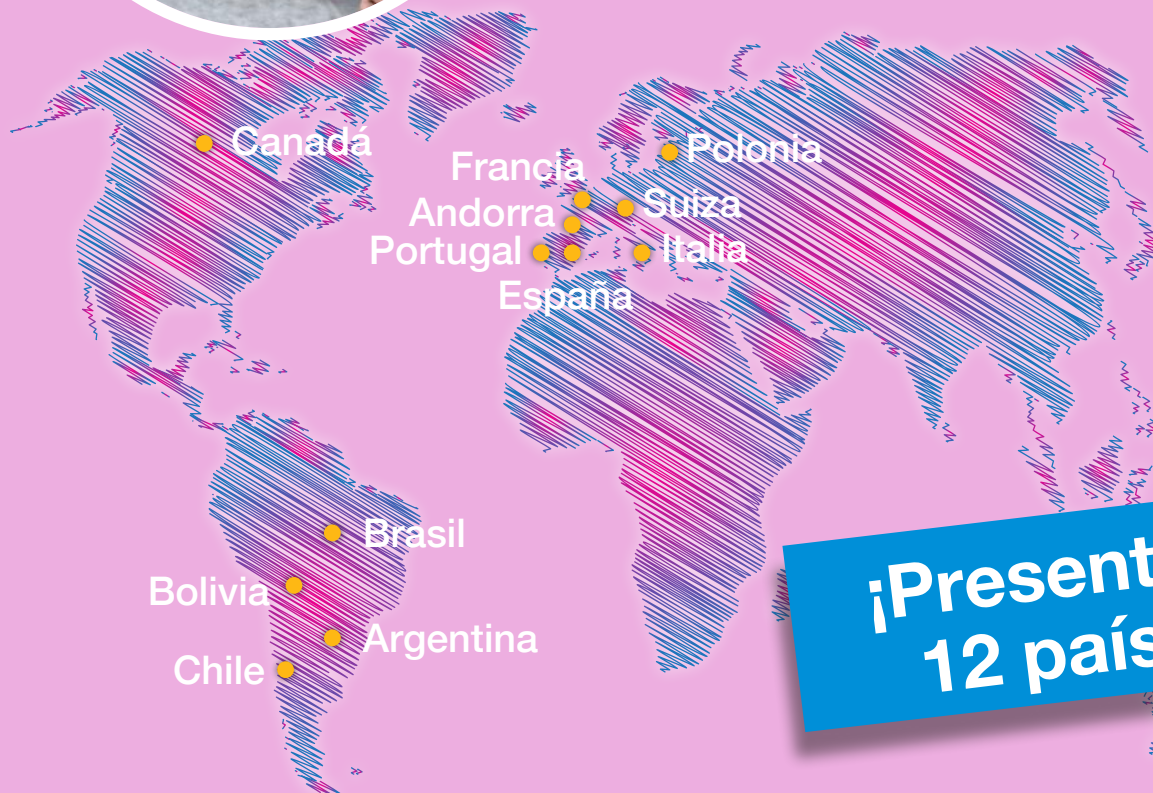 Canadá
Polonia
Francia
Suiza
Andorra
Portugal
Italia
España
Brasil
Bolivia
Argentina
Chile
¡Present
12 país